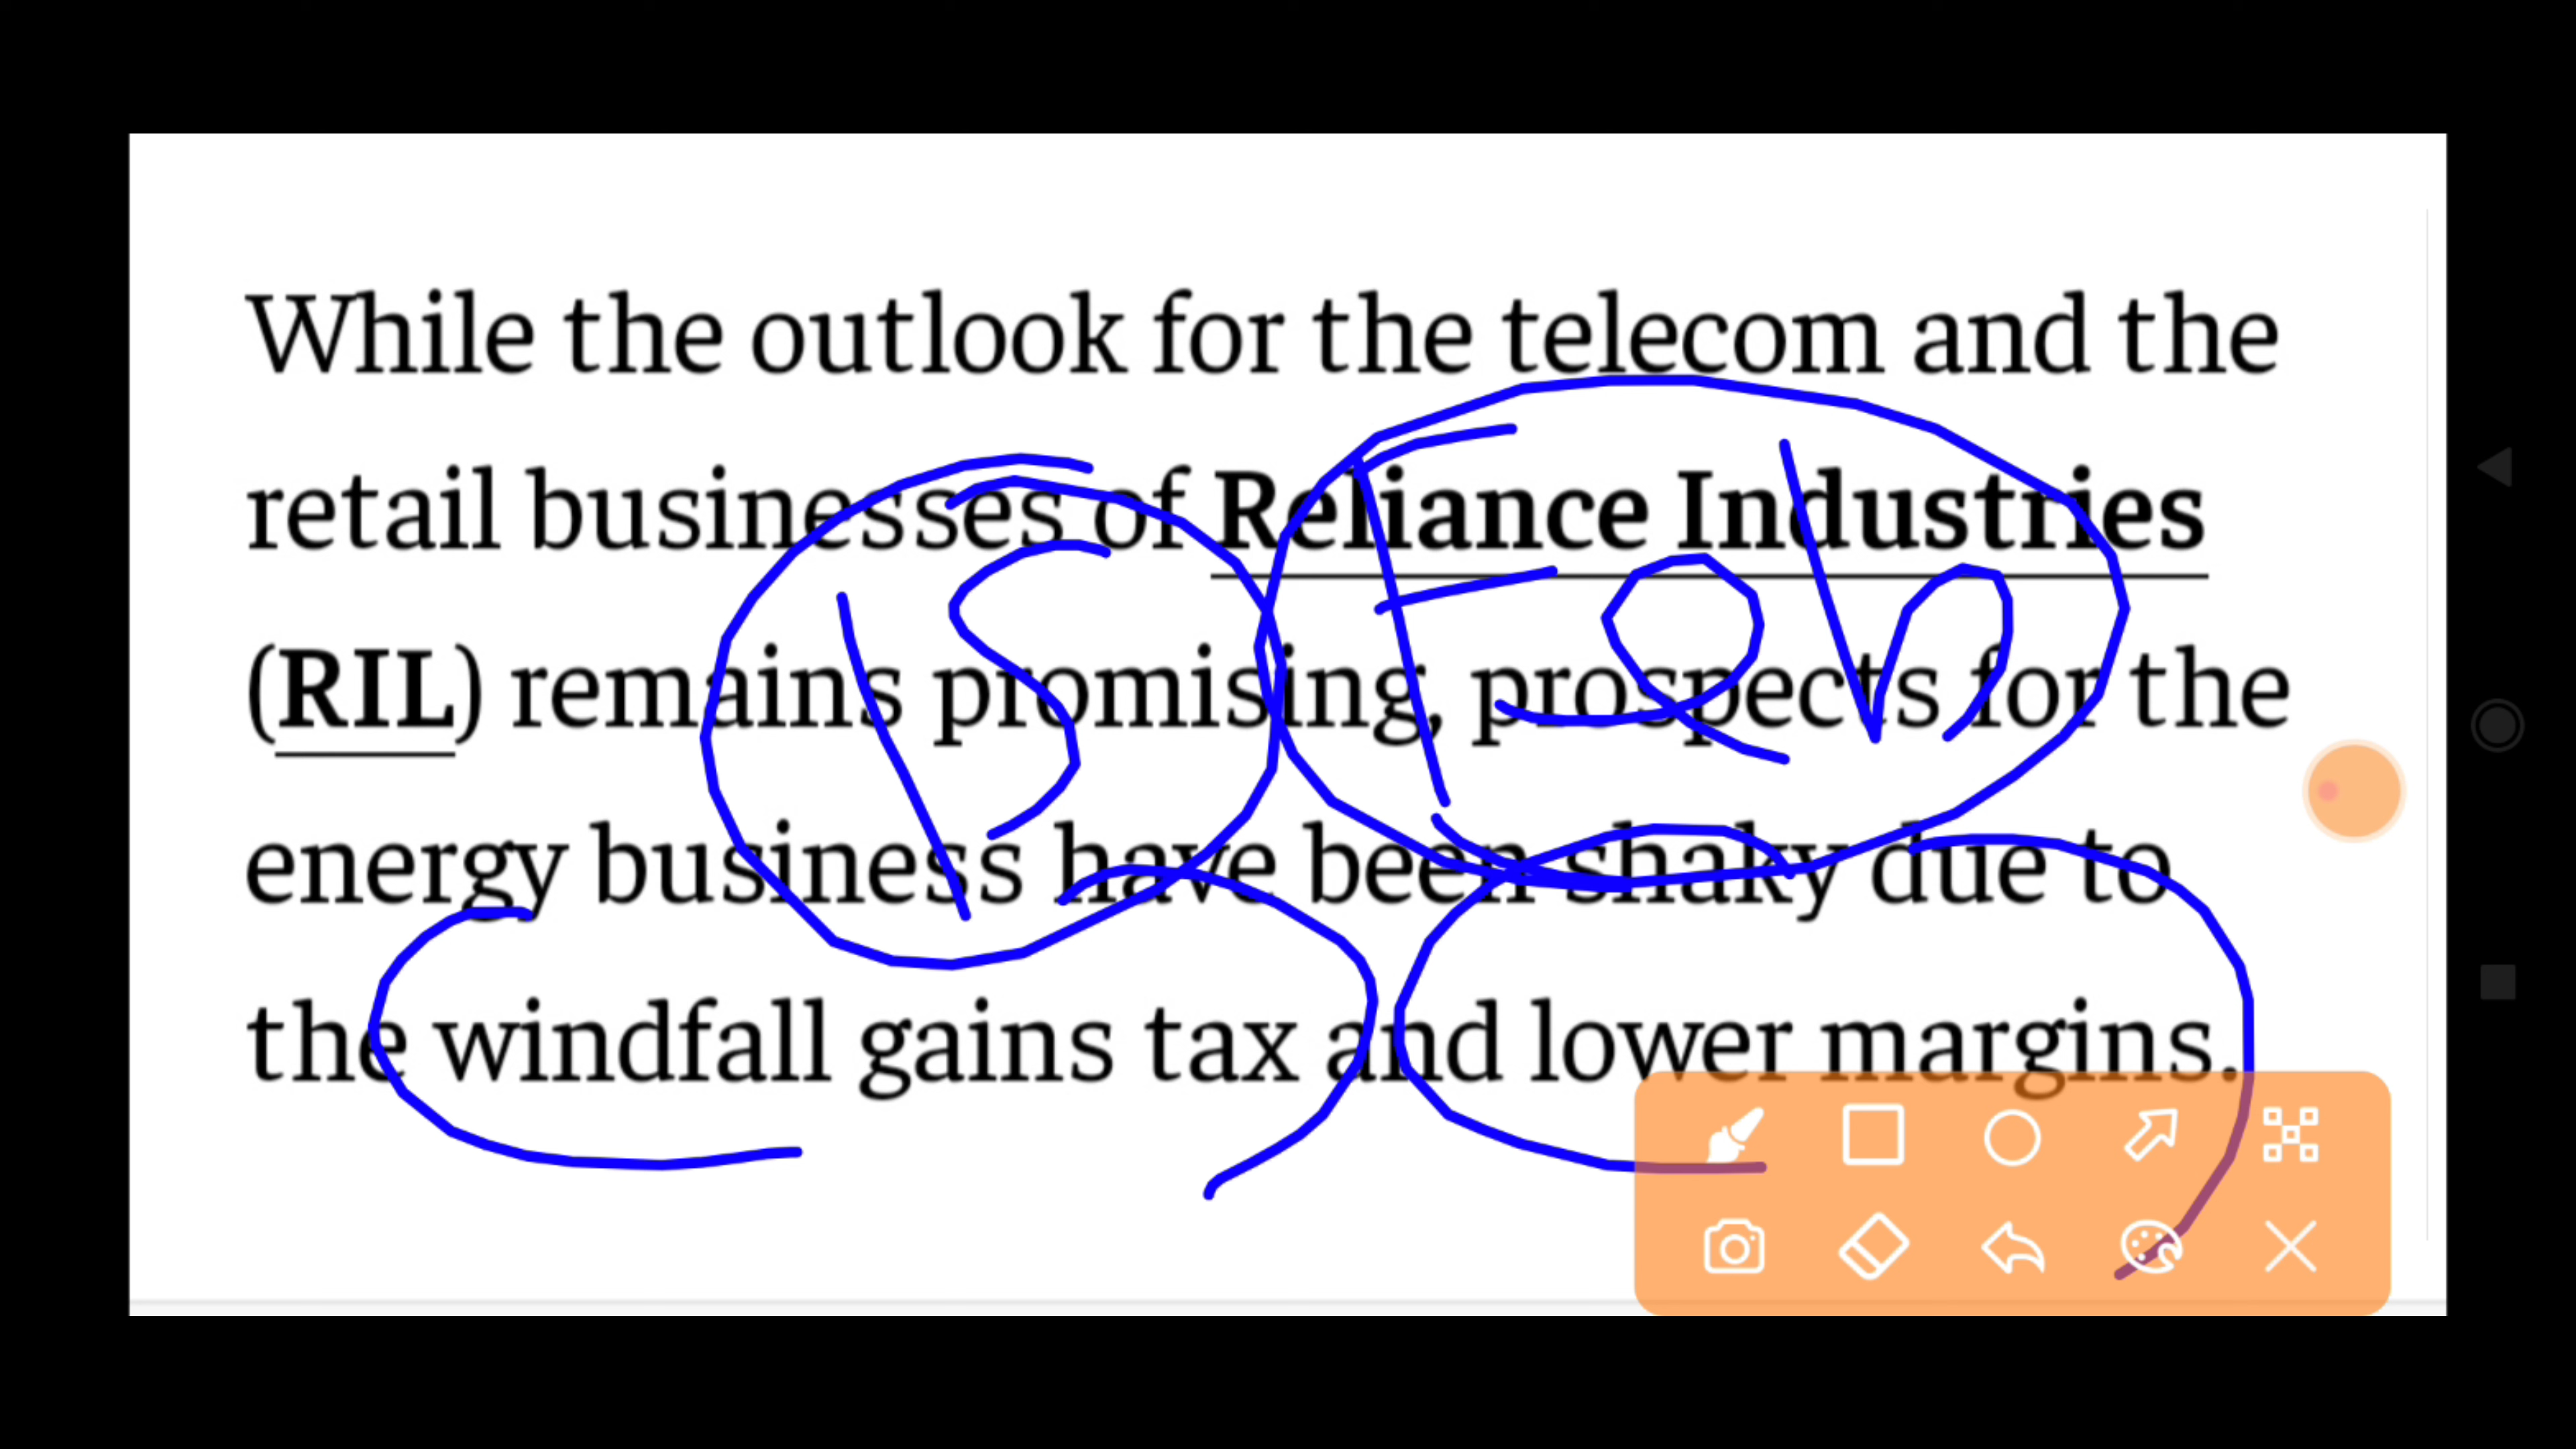 While the outlook for the telecom and the
retail businesses of Reliance Industries
(RIL) remains promising, prospects for the
energy business have been shaky due to
the windfall gains tax and lower margins.